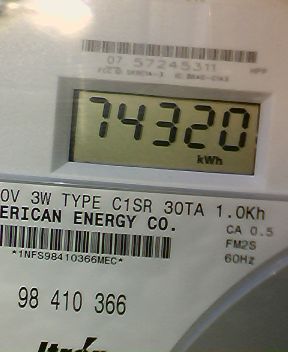 07 57245311
74320
kWh
0V 3W TYPE C1SR 30TA 1.0Kh
ERICAN ENERGY CO.
CA 0.5
FM2S
*1NFS98410366MEC*
60Hz
98 410 366
Itron